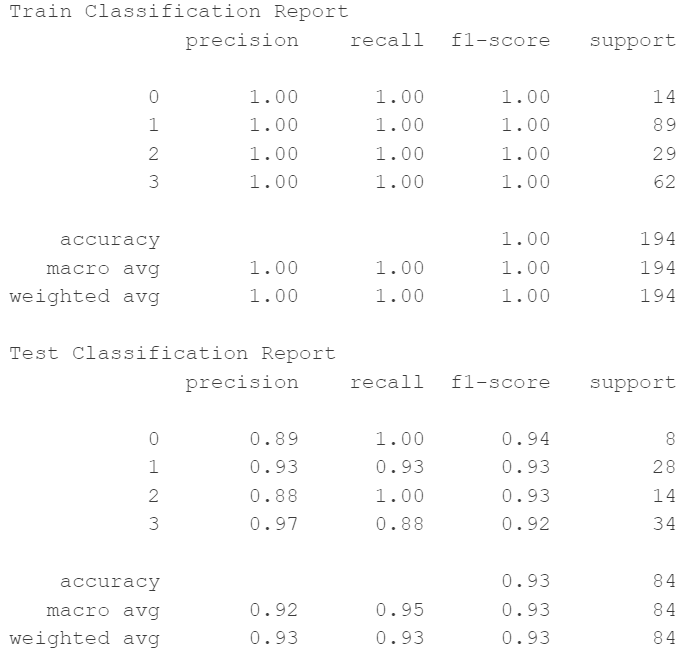 Train Classification Report
precision recall f1-score support
0 1.00 1.00 1.00 14
1 1.00 1.00 1.00 89
2 1.00 1.00 1.00 29
3 1.00 1.00 1.00 62
accuracy 1.00 194
macro avg 1.00 1.00 1.00 194
weighted avg 1.00 1.00 1.00 194
Test Classification Report
precision recall f1-score support
0 0.89 1.00 0.94 8
1 0.93 0.93 0.93 28
2 0.88 1.00 0.93 14
3 0.97 0.88 0.92 34
accuracy 0.93 84
macro avg 0.92 0.95 0.93 84
weighted avg 0.93 0.93 0.93 84